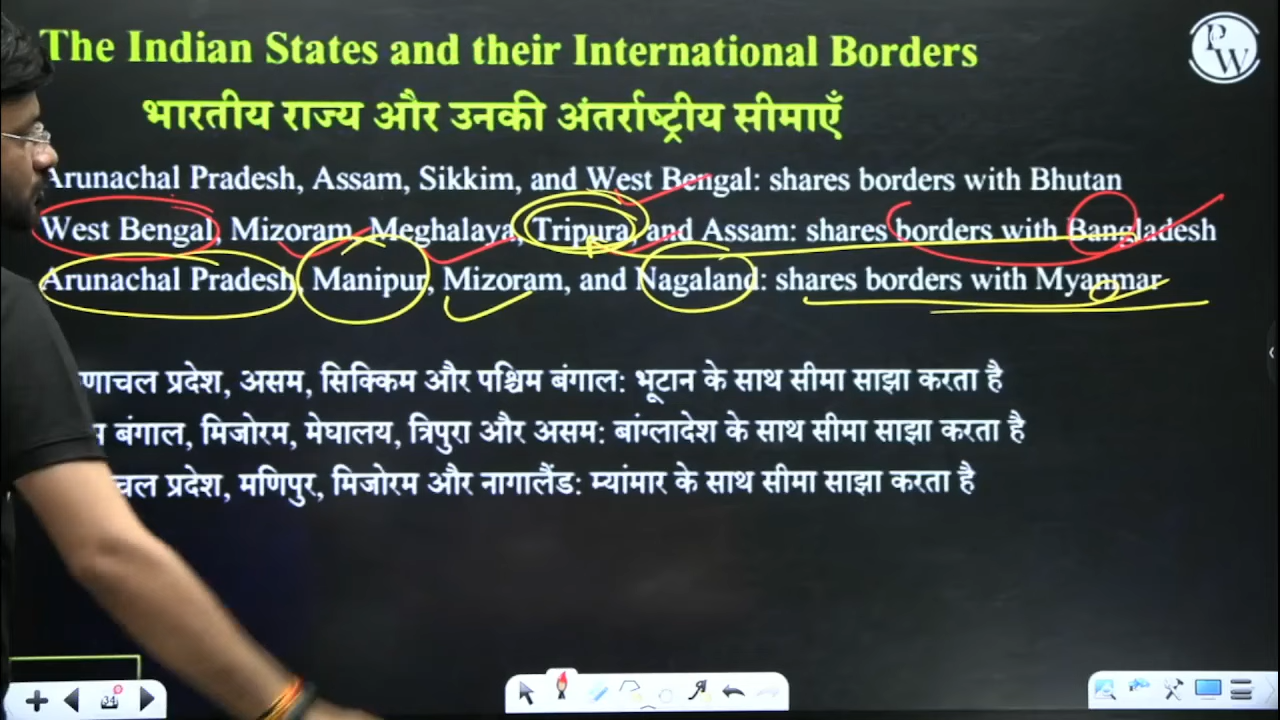 The Indian States and their International Borders
PW
भारतीय राज्य और उनकी अंतर्राष्ट्रीय सीमाएँ
Arunachal Pradesh, Assam, Sikkim, and West Bengal: shares borders with Bhutan
West Bengal, Mizoram, Meghalaya, Tripura, and Assam: shares borders with Bangladesh
Arunachal Pradesh, Manipur, Mizoram, and Nagaland: shares borders with Myanmar
प्रदेश, असम, सिक्किम और पश्चिम बंगाल: भूटान के साथ सीमा साझा करता है
बंगाल, मिजोरम, मेघालय, त्रिपुरा और असम: बांग्लादेश के साथ सीमा साझा करता है
प्रदेश, मणिपुर, मिजोरम और नागालैंड: म्यांमार के साथ सीमा साझा करता है
34